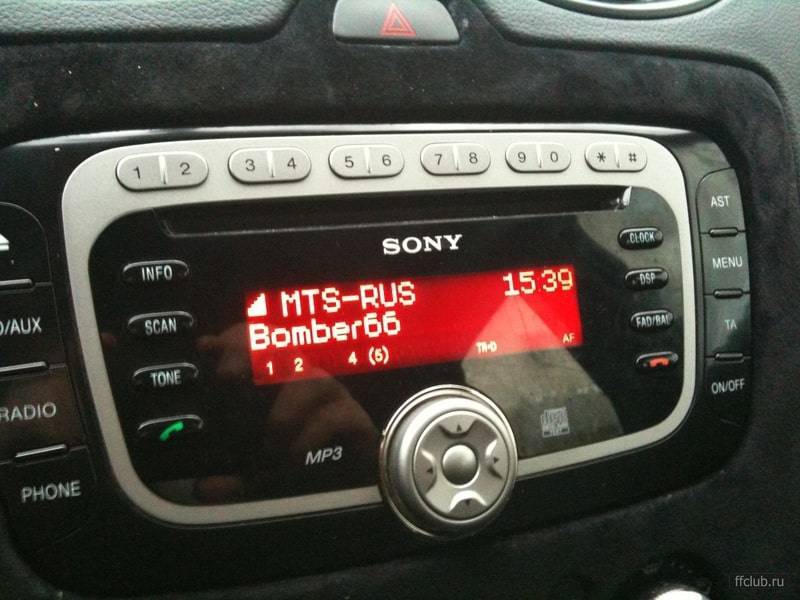 1 2 3 4 5 6 7 8 9 0 * #
AST
SONY
CLOCK
INFO
MENU
MTS-RUS 15:39
DSP
/AUX
SCAN
Bomber66
FAD/BAL
TA
1 2 4 (5) TR-D AF
TONE
ON/OFF
RADIO
MP3
PHONE
ffclub.ru